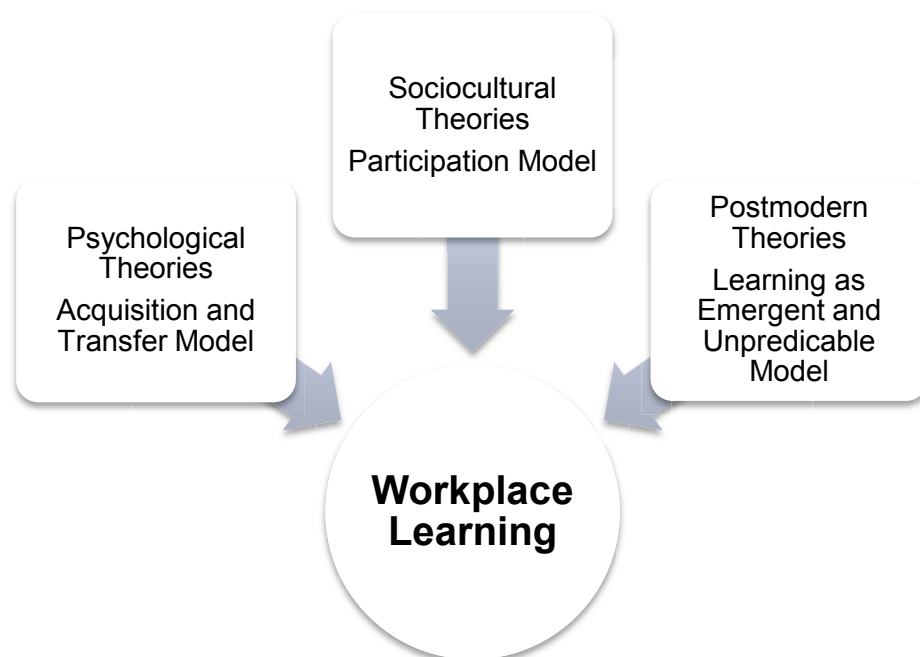 Sociocultural
Theories
Participation Model
Psychological
Theories
Acquisition and
Transfer Model
Postmodern
Theories
Learning as
Emergent and
Unpredicable
Model
Workplace
Learning